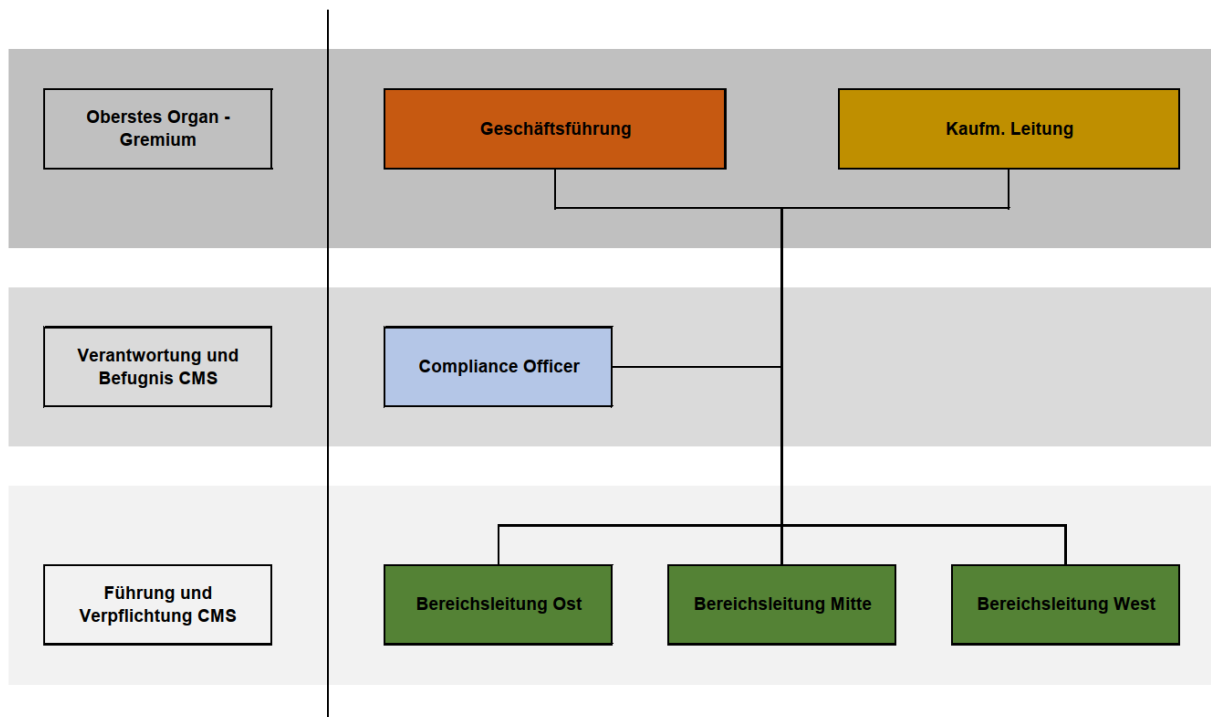 Oberstes Organ -
Gremium
Geschäftsführung
Kaufm. Leitung
Verantwortung und
Befugnis CMS
Compliance Officer
Führung und
Verpflichtung CMS
Bereichsleitung Ost
Bereichsleitung Mitte
Bereichsleitung West